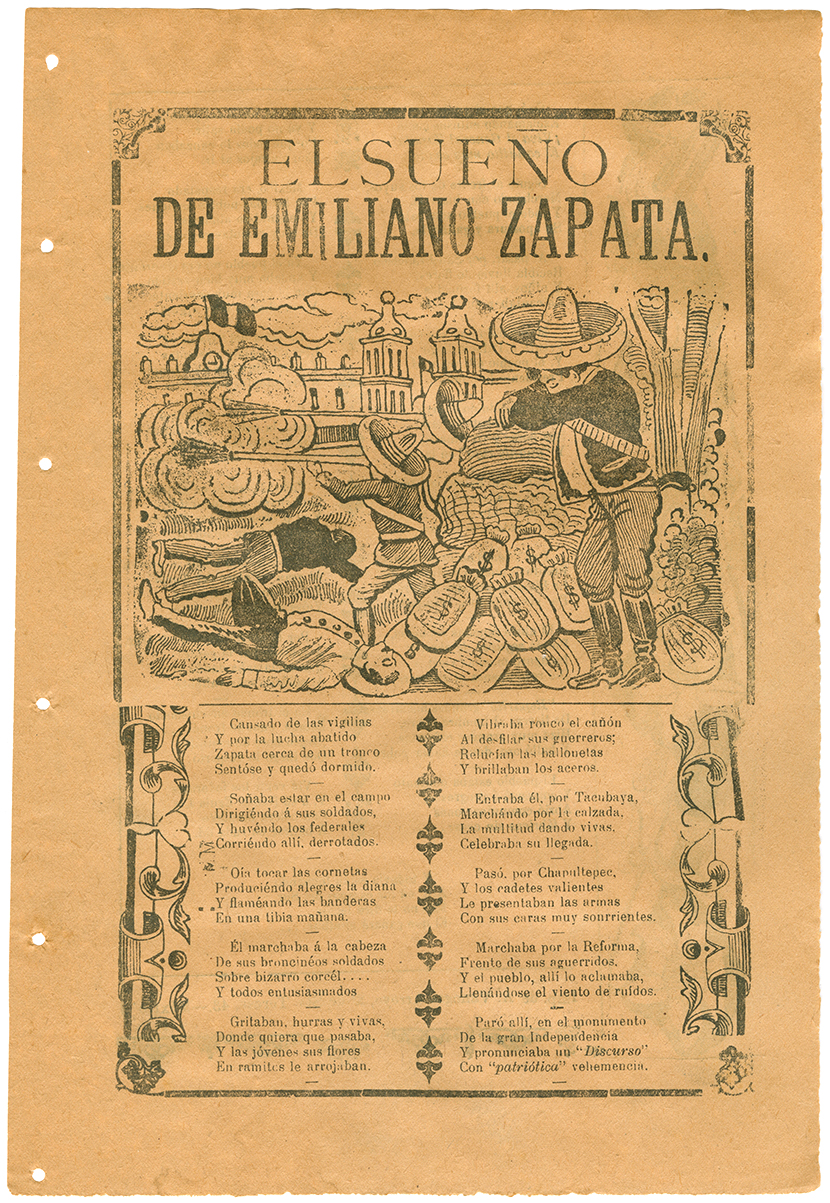 EL SUEÑO
DE EMILIANO ZAPATA.
$
$
$
$
$
$
$
Cansado de las vigilias
Y por la lucha abatido
Zapata cerca de un tronco
Sentóse y quedó dormido.
Soñaba estar en el campo
Dirigiéndo á sus soldados,
Y huvéndo los federales
Corriéndo allí, derrotados.
Oía tocar las cornetas
Produciéndo alegres la diana
Y flaméando las banderas
En una tibia mañana.
Él marchaba á la cabeza
De sus broncinéos soldados
Sobre bizarro corcél....
Y todos entusiasmados
Gritaban, hurras y vivas,
Donde quiera que pasaba,
Y las jóvenes sus flores
En ramites le arrojaban.
Vibraba ronco el cañón
Al desfilar sus guerreros;
Relucían las ballonetas
Y brillaban los aceros.
Entraba él, por Tacubaya,
Marchándo por la calzada,
La multitud dando vivas,
Celebraba su llegada.
Pasó, por Chapultepec,
Y los cadetes valientes
Le presentaban las armas
Con sus caras muy sonrrientes.
Marchaba por la Reforma,
Frente de sus aguerridos,
Y el pueblo, allí lo aclamaba,
Llenándose el viento de ruídos.
Paró allí, en el monumento
De la gran Independencia
Y pronunciaba un “Discurso”
Con “patriótica” vehemencia.